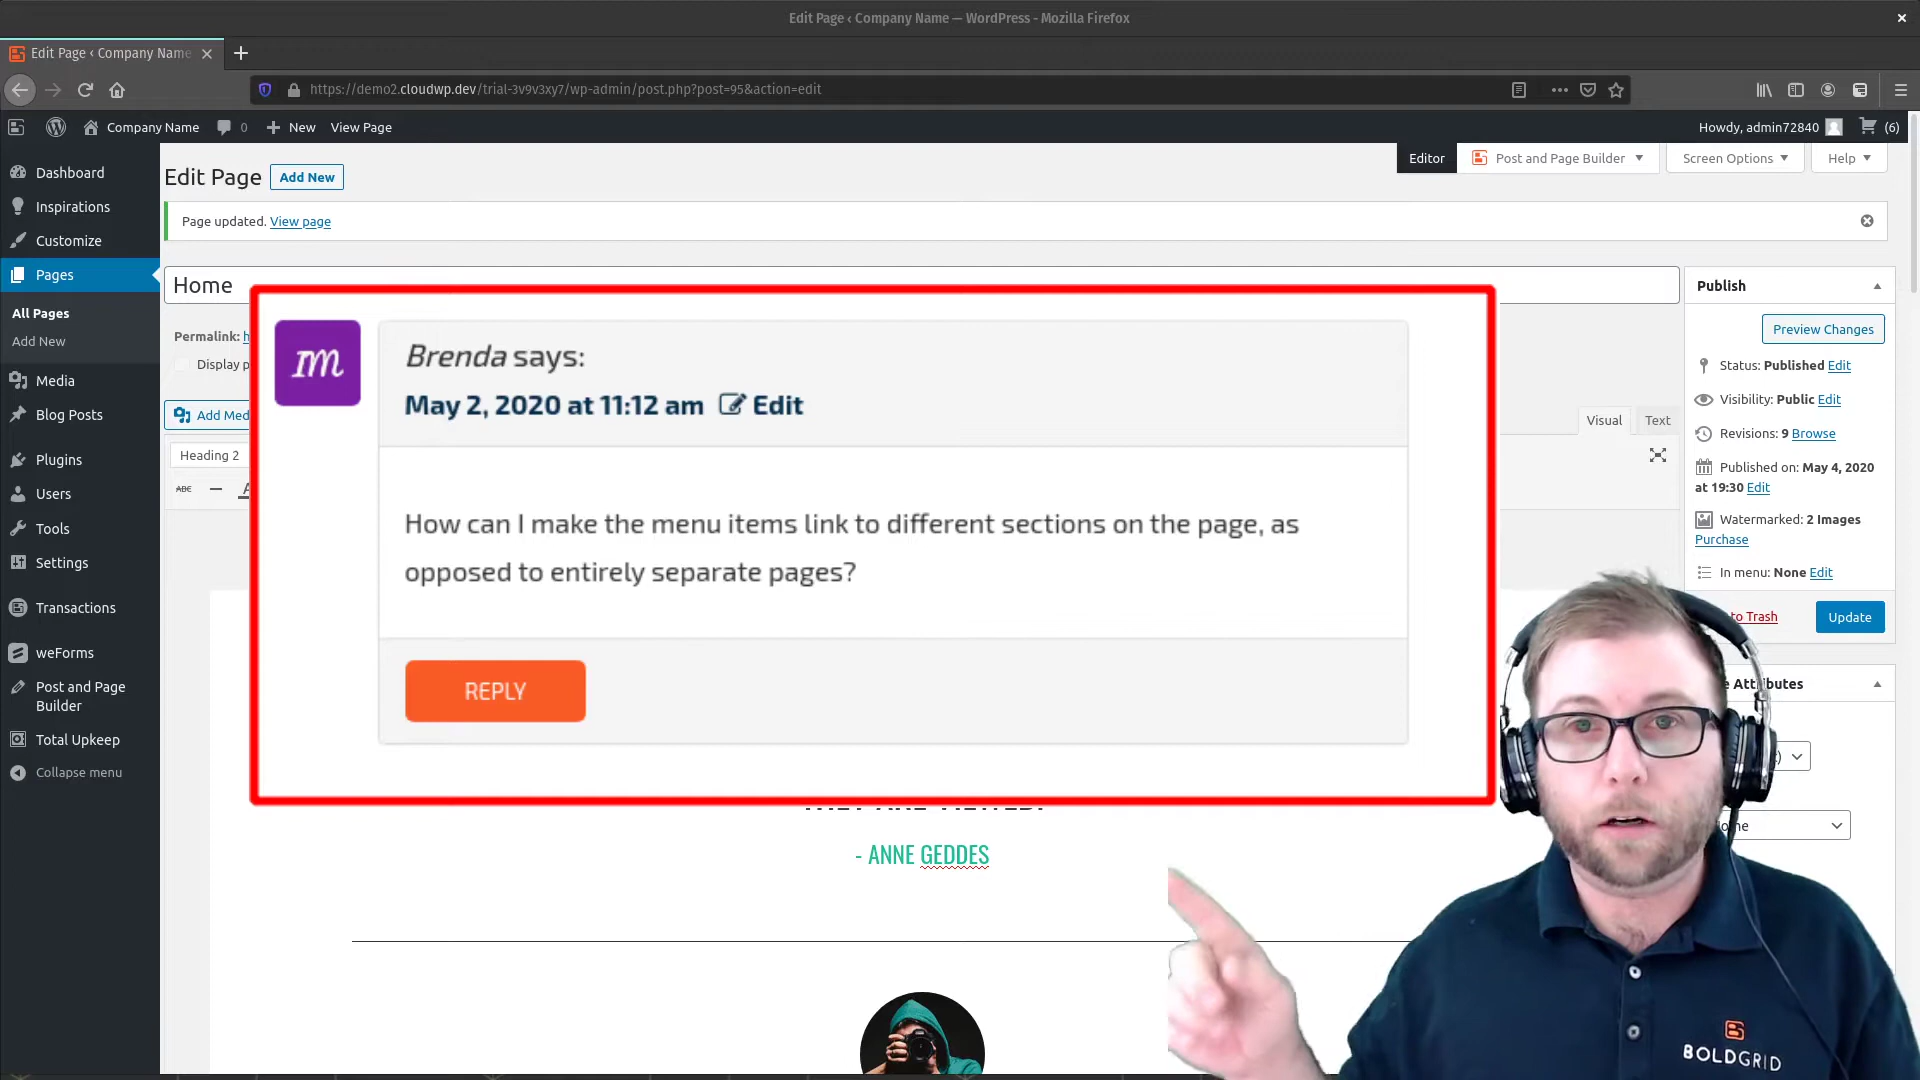 Edit Page ‹ Company Name — WordPress - Mozilla Firefox
Edit Page ‹ Company Name
https://demo2.cloudwp.dev/trial-3v9v3xy7/wp-admin/post.php?post=95&action=edit
Company Name 0 New View Page
Howdy, admin72840 (6)
Dashboard
Inspirations
Customize
Pages
All Pages
Add New
Media
Blog Posts
Plugins
Users
Tools
Settings
Transactions
weForms
Post and Page
Builder
Total Upkeep
Collapse menu
Editor Post and Page Builder Screen Options Help
Edit Page Add New
Page updated. View page
Home
Permalink:
Display
Add Med
Visual Text
Heading 2
ABC
Brenda says:
May 2, 2020 at 11:12 am Edit
How can I make the menu items link to different sections on the page, as
opposed to entirely separate pages?
REPLY
- ANNE GEDDES
Publish
Preview Changes
Status: Published Edit
Visibility: Public Edit
Revisions: 9 Browse
Published on: May 4, 2020
at 19:30 Edit
Watermarked: 2 Images
Purchase
In menu: None Edit
to Trash
Update
Attributes
BOLDGRID